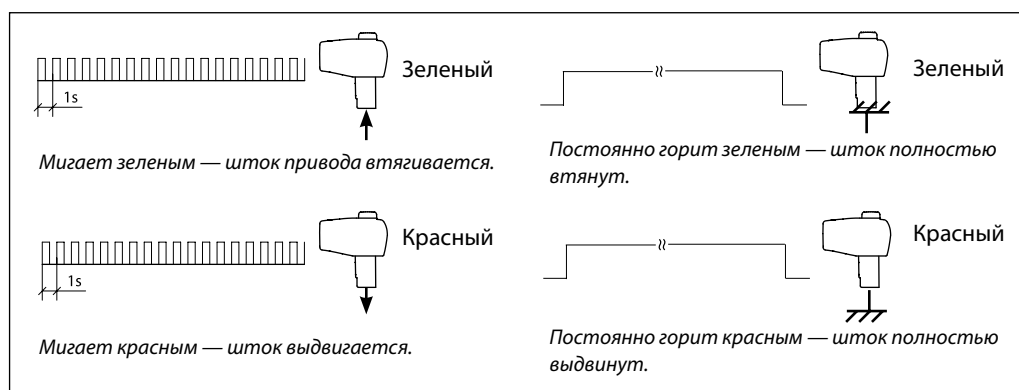 Зеленый
1s
Мигает зеленым — шток привода втягивается.
Зеленый
Постоянно горит зеленым — шток полностью
втянут.
Красный
1s
Мигает красным — шток выдвигается.
Красный
Постоянно горит красным — шток полностью
выдвинут.